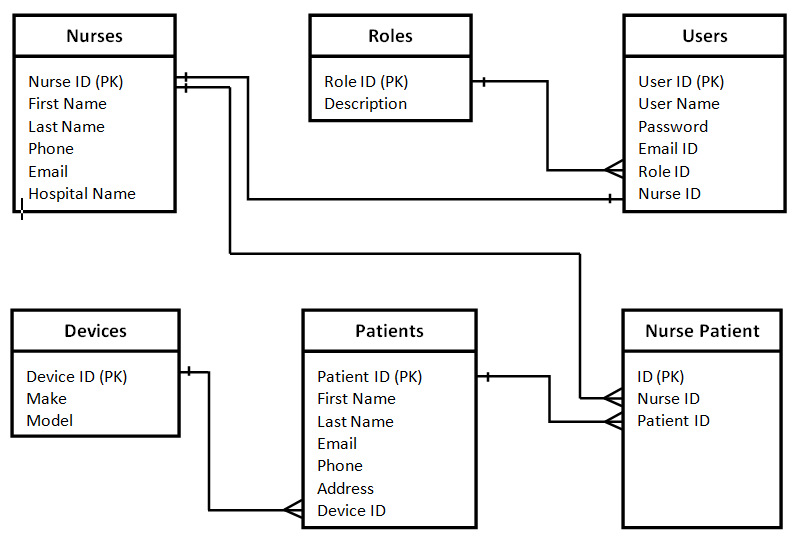 Nurses
Nurse ID (PK)
First Name
Last Name
Phone
Email
Hospital Name
Roles
Role ID (PK)
Description
Users
User ID (PK)
User Name
Password
Email ID
Role ID
Nurse ID
Devices
Device ID (PK)
Make
Model
Patients
Patient ID (PK)
First Name
Last Name
Email
Phone
Address
Device ID
Nurse Patient
ID (PK)
Nurse ID
Patient ID